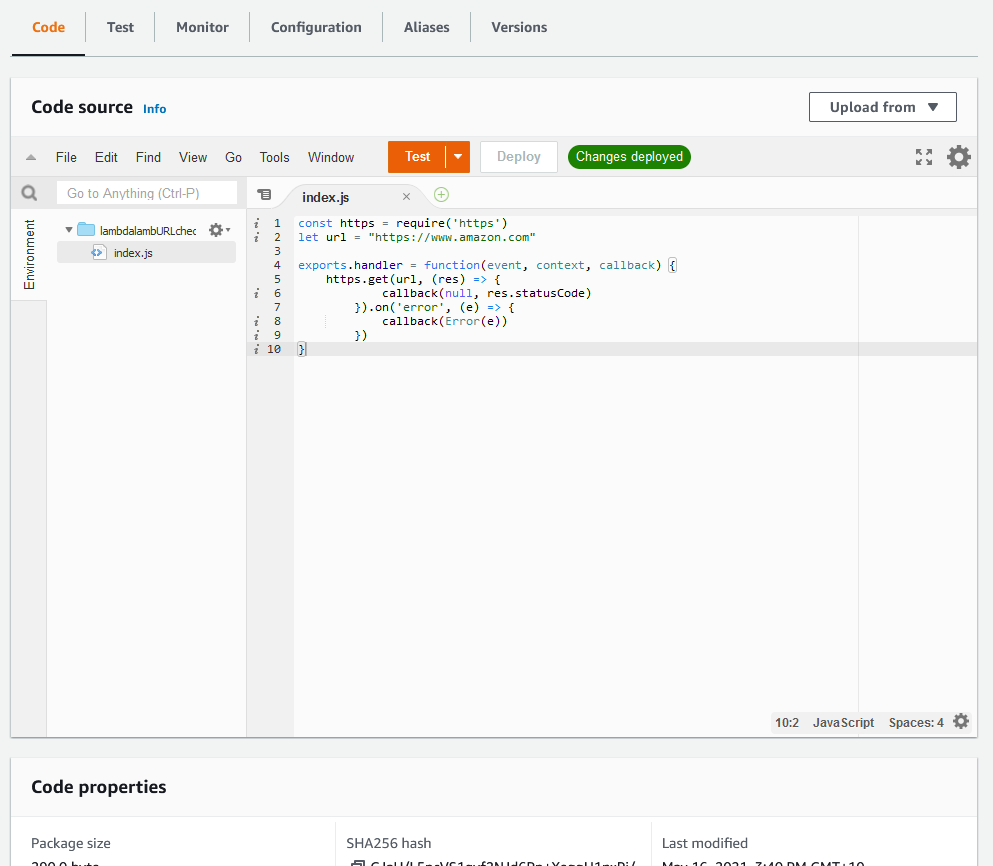 Code Test Monitor Configuration Aliases Versions
Code source Info
Upload from
File Edit Find View Go Tools Window Test Deploy Changes deployed
Go to Anything (Ctrl-P)
index.js
Environment
lambdalambURLchec
index.js
1 const https = require('https')
2 let url = "https://www.amazon.com"
3
4 exports.handler = function(event, context, callback) {
5 https.get(url, (res) => {
6 callback(null, res.statusCode)
7 }).on('error', (e) => {
8 callback(Error(e))
9 })
10 }
10:2 JavaScript Spaces: 4
Code properties
Package size SHA256 hash Last modified